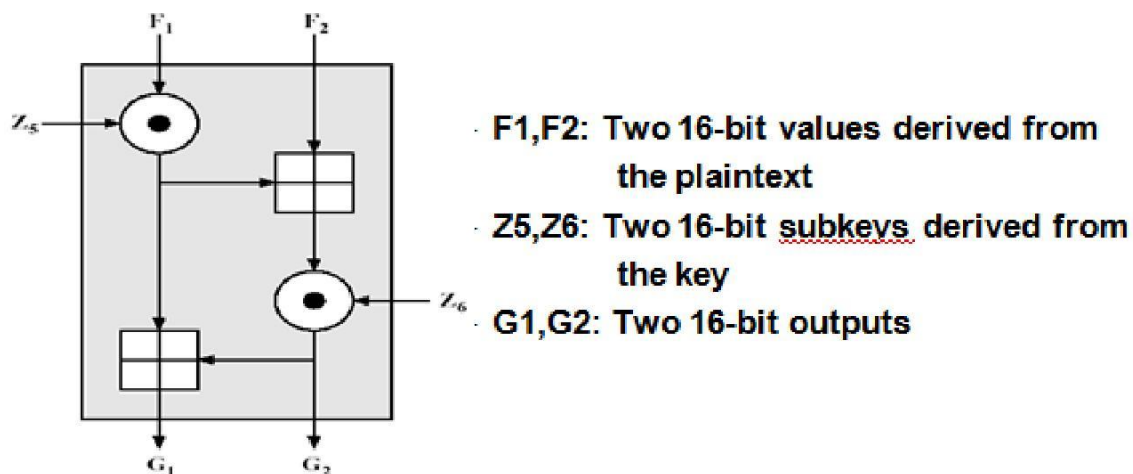 F1 F2
Z5
· F1,F2: Two 16-bit values derived from
the plaintext
· Z5,Z6: Two 16-bit subkeys derived from
the key
Z6
· G1,G2: Two 16-bit outputs
G1 G2